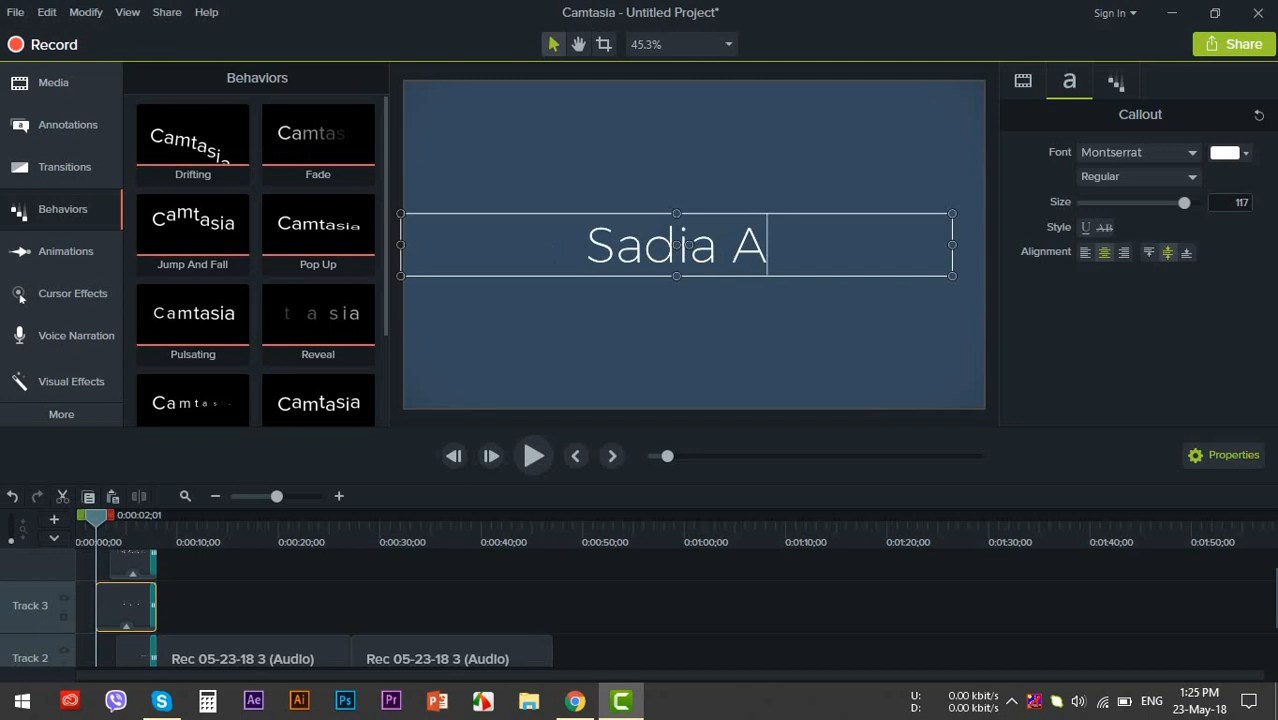 File Edit Modify View Share Help
Camtasia - Untitled Project*
Sign In
Record
45.3%
Share
Media
Annotations
Transitions
Behaviors
Animations
Cursor Effects
Voice Narration
Visual Effects
More
Behaviors
Camtasia
Drifting
Camtas
Fade
Camtasia
Jump And Fall
Camtasia
Pop Up
Camtasia
Pulsating
t a sia
Reveal
Camtas
Camtasia
Sadia A
a
Callout
Font Montserrat
Regular
Size 117
Style U AB
Alignment
Properties
0:00:02;01
0:00:00;00 0:00:10;00 0:00:20;00 0:00:30;00 0:00:40;00 0:00:50;00 0:01:00;00 0:01:10;00 0:01:20;00 0:01:30;00 0:01:40;00 0:01:50;00
Track 3
Track 2
Rec 05-23-18 3 (Audio) Rec 05-23-18 3 (Audio)
Ae Ai Ps Pr
U: 0.00 kbit/s
D: 0.00 kbit/s
ENG
1:25 PM
23-May-18